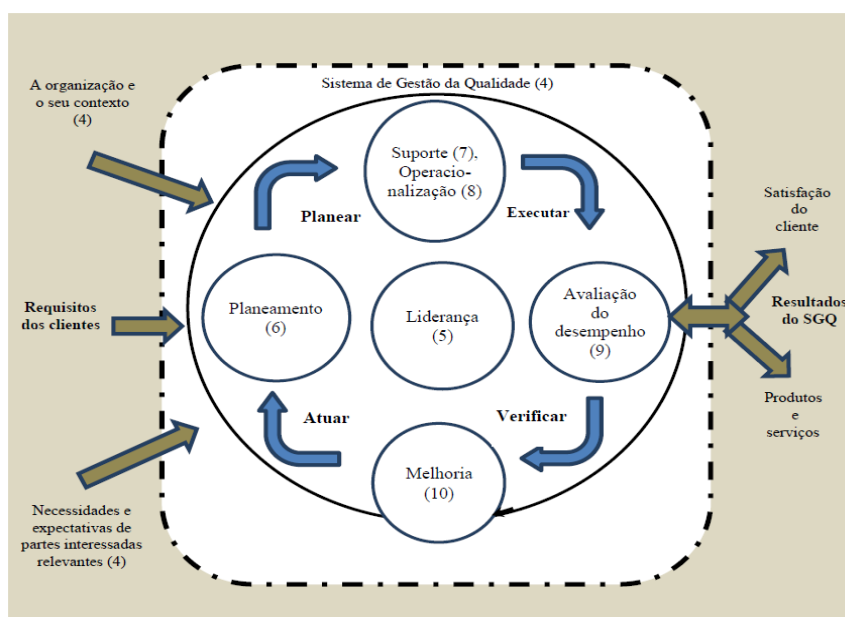 Sistema de Gestão da Qualidade (4)
A organização e
o seu contexto
(4)
Requisitos
dos clientes
Necessidades e
expectativas de
partes interessadas
relevantes (4)
Suporte (7),
Operacio-
nalização (8)
Planear
Executar
Planeamento
(6)
Liderança
(5)
Avaliação
do
desempenho
(9)
Atuar
Verificar
Melhoria
(10)
Satisfação
do
cliente
Resultados
do SGQ
Produtos
e
serviços